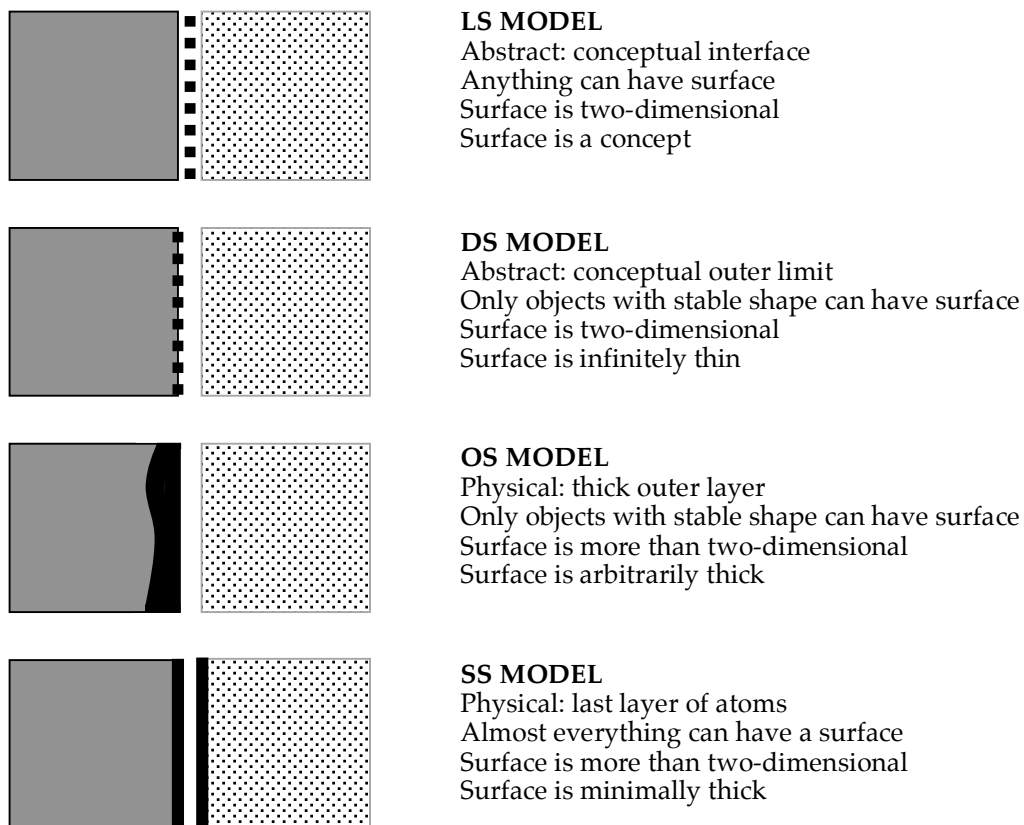 LS MODEL
Abstract: conceptual interface
Anything can have surface
Surface is two-dimensional
Surface is a concept
DS MODEL
Abstract: conceptual outer limit
Only objects with stable shape can have surface
Surface is two-dimensional
Surface is infinitely thin
OS MODEL
Physical: thick outer layer
Only objects with stable shape can have surface
Surface is more than two-dimensional
Surface is arbitrarily thick
SS MODEL
Physical: last layer of atoms
Almost everything can have a surface
Surface is more than two-dimensional
Surface is minimally thick